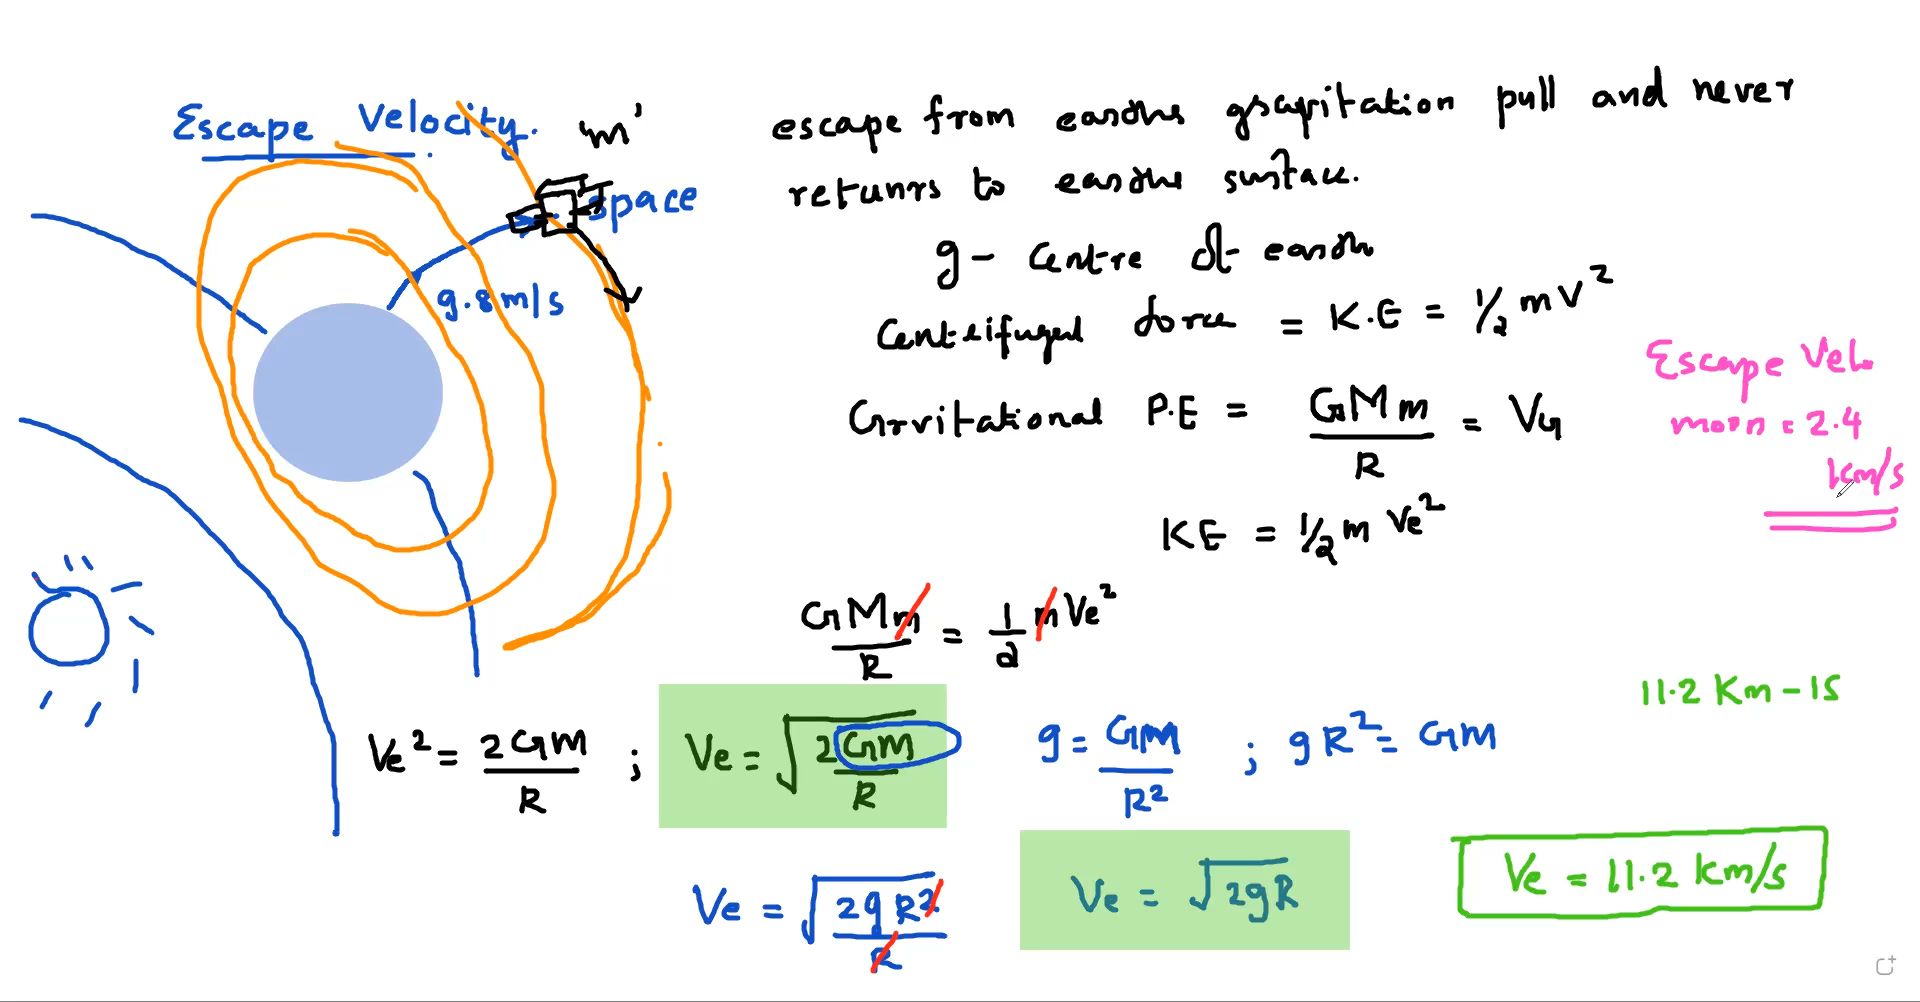 Escape Velocity.
'm'
space
9.8m/s
escape from earths gravitation pull and never
retunrs to earths surface.
g - centre of earth
Centrifugal force = K.E = 1/2 mV²
Grvitational P.E = GMm/R = VG
KE = 1/2 m Ve²
Escape Velo
moon = 2.4
km/s
GMm/R = 1/2 mVe²
11.2 Km-1s
Ve² = 2GM/R ; Ve = √(2GM/R)
g = GM/R² ; gR² = GM
Ve = √(2gR²/R)
Ve = √2gR
Ve = 11.2 km/s